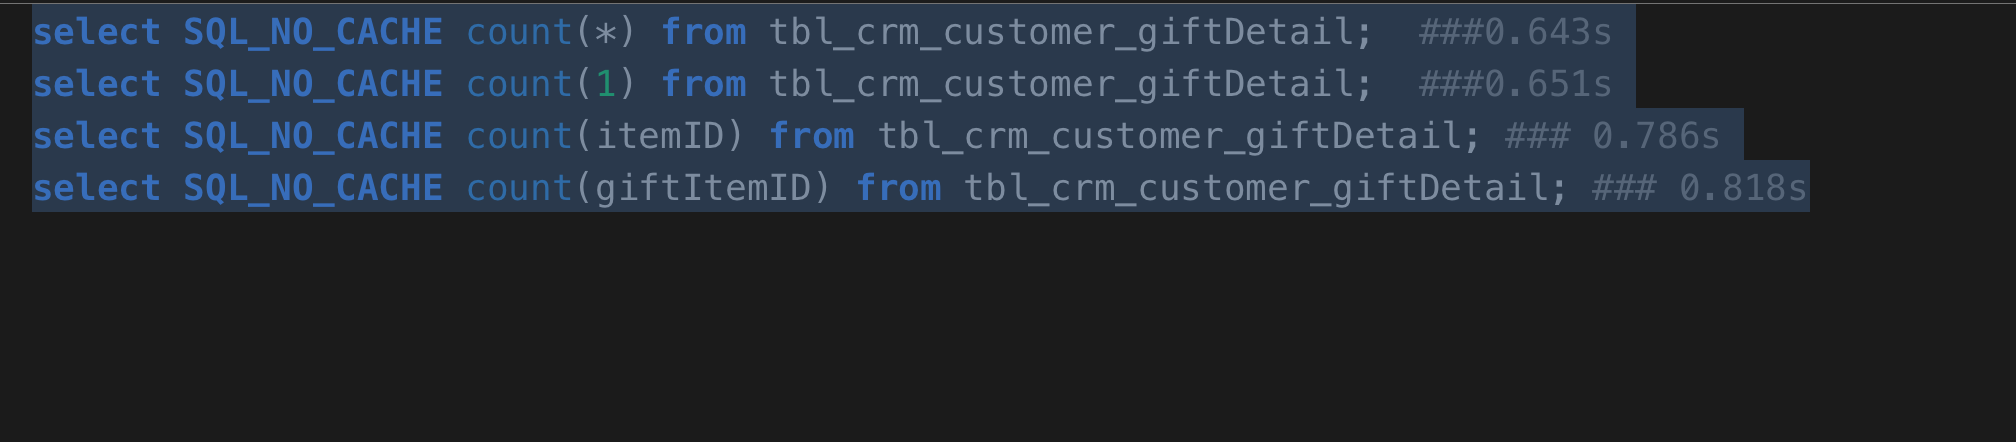 select SQL_NO_CACHE count(*) from tbl_crm_customer_giftDetail;  ###0.643s
select SQL_NO_CACHE count(1) from tbl_crm_customer_giftDetail;  ###0.651s
select SQL_NO_CACHE count(itemID) from tbl_crm_customer_giftDetail; ### 0.786s
select SQL_NO_CACHE count(giftItemID) from tbl_crm_customer_giftDetail; ### 0.818s